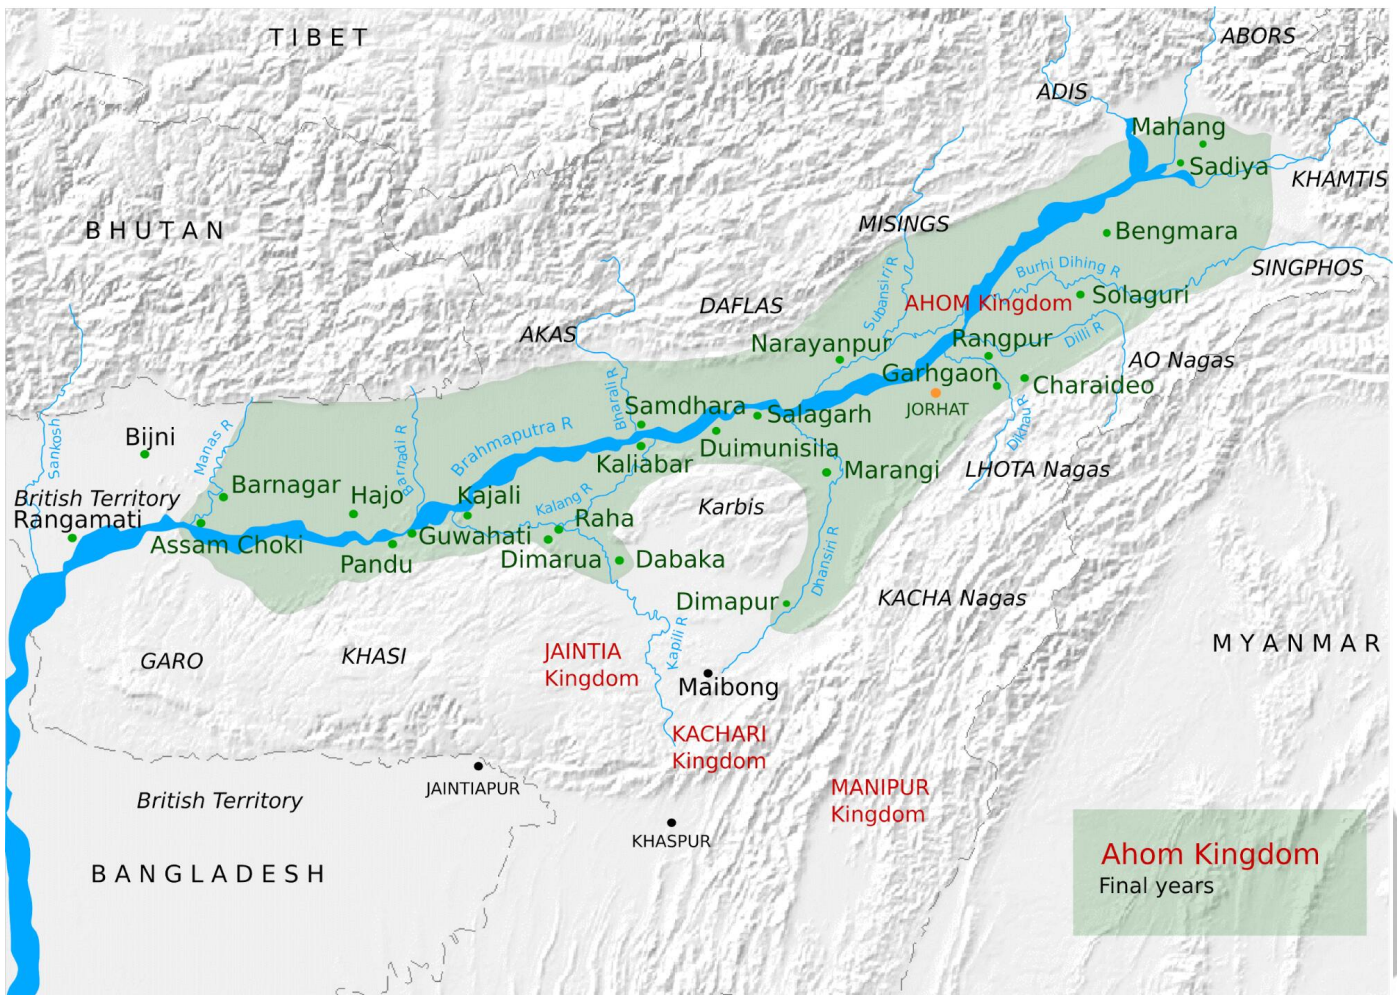 TIBET
ABORS
ADIS
Mahang
Sadiya
KHAMTIS
BHUTAN
MISINGS
Bengmara
Subansiri R
Burhi Dihing R
SINGPHOS
DAFLAS
AHOM Kingdom
Solaguri
AKAS
Narayanpur
Rangpur
Dilli R
AO Nagas
Garhgaon
Charaideo
JORHAT
Bharali R
Samdhara
Salagarh
Dikhau R
Sankosh
Bijni
Manas R
Barnadi R
Brahmaputra R
Duimunisila
Kaliabar
Marangi
LHOTA Nagas
British Territory
Rangamati
Barnagar
Hajo
Kajali
Kalang R
Karbis
Raha
Assam Choki
Guwahati
Pandu
Dimarua
Dabaka
Dhansiri R
Dimapur
KACHA Nagas
Kapili R
GARO
KHASI
JAINTIA
Kingdom
Maibong
MYANMAR
KACHARI
Kingdom
JAINTIAPUR
MANIPUR
Kingdom
British Territory
KHASPUR
BANGLADESH
Ahom Kingdom
Final years